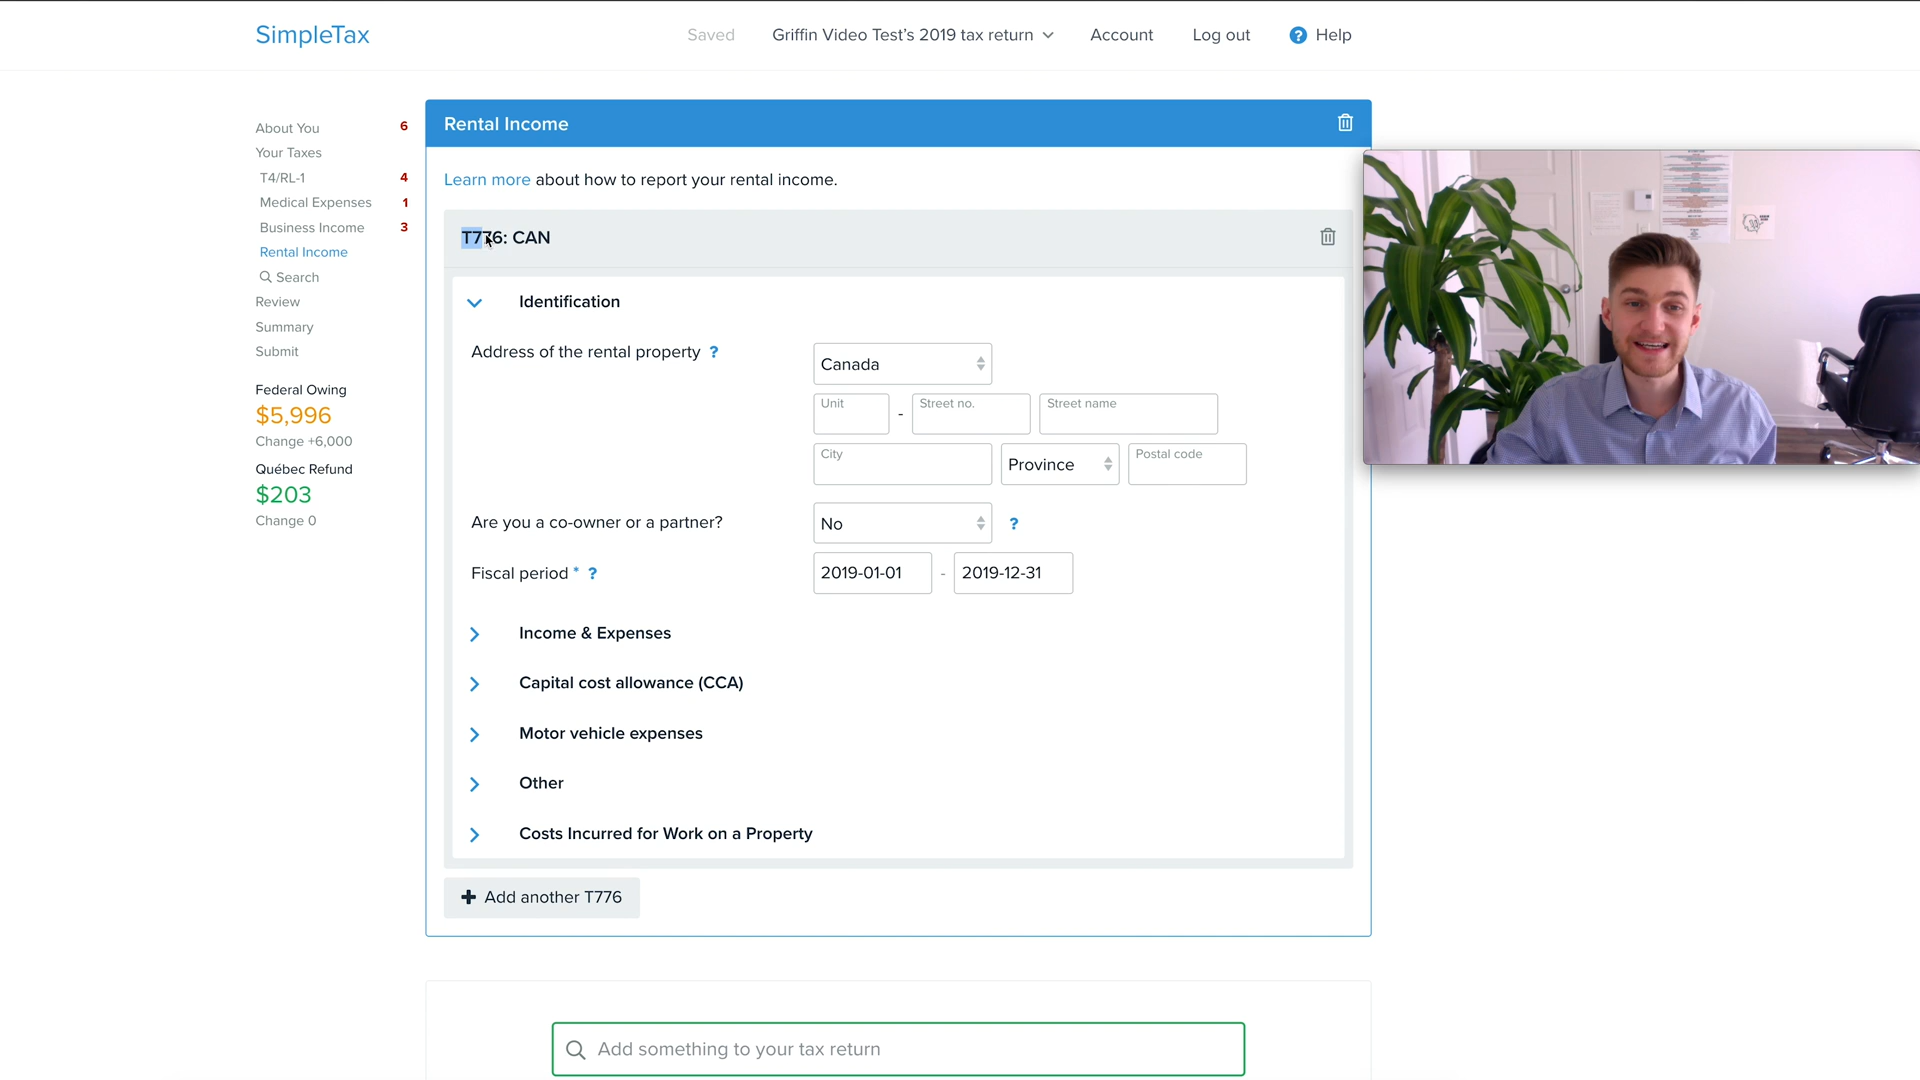 SimpleTax
Saved
Griffin Video Test's 2019 tax return
Account
Log out
? Help
About You 6
Your Taxes
T4/RL-1 4
Medical Expenses 1
Business Income 3
Rental Income
Search
Review
Summary
Submit
Federal Owing
$5,996
Change +6,000
Québec Refund
$203
Change 0
Rental Income
Learn more about how to report your rental income.
T776: CAN
Identification
Address of the rental property ?
Canada
Unit - Street no. Street name
City Province Postal code
Are you a co-owner or a partner? No ?
Fiscal period * ? 2019-01-01 - 2019-12-31
Income & Expenses
Capital cost allowance (CCA)
Motor vehicle expenses
Other
Costs Incurred for Work on a Property
Add another T776
Add something to your tax return